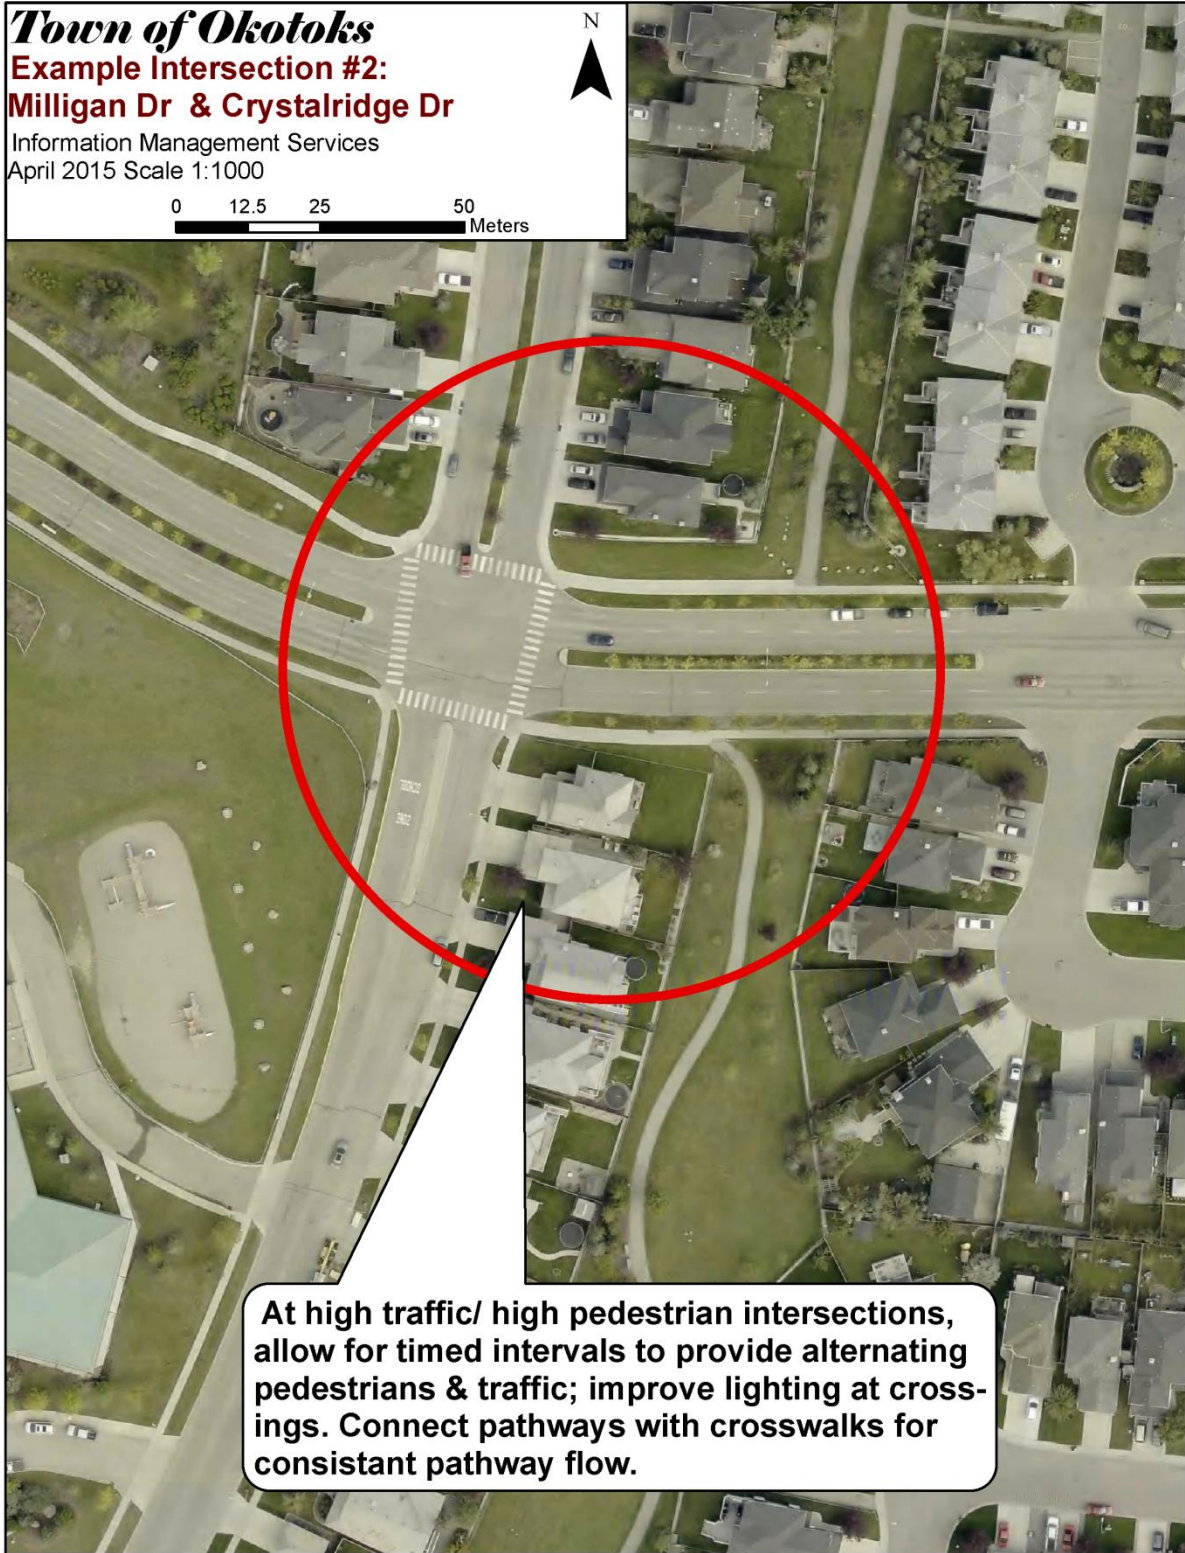 Town of Okotoks
Example Intersection #2:
Milligan Dr & Crystalridge Dr
Information Management Services
April 2015 Scale 1:1000
0 12.5 25 50
Meters
N
SCHOOL
ZONE
At high traffic/ high pedestrian intersections,
allow for timed intervals to provide alternating
pedestrians & traffic; improve lighting at cross-
ings. Connect pathways with crosswalks for
consistant pathway flow.